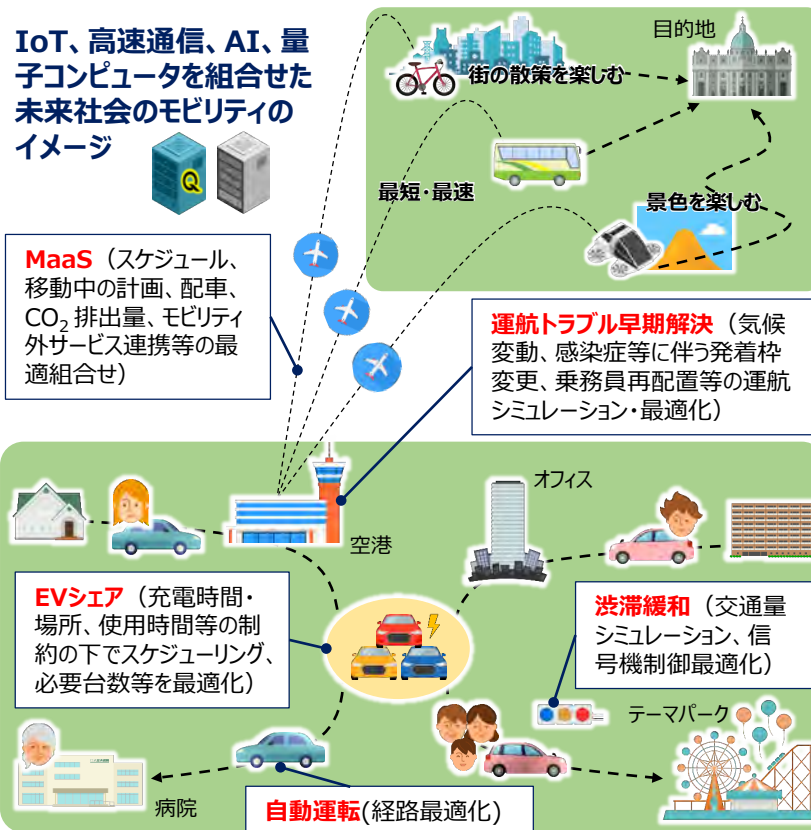 IoT、高速通信、AI、量
子コンピュータを組合せた
未来社会のモビリティの
イメージ
Q
目的地
街の散策を楽しむ
最短・最速
景色を楽しむ
MaaS（スケジュール、
移動中の計画、配車、
CO₂ 排出量、モビリティ
外サービス連携等の最
適組合せ）
運航トラブル早期解決（気候
変動、感染症等に伴う発着枠
変更、乗務員再配置等の運航
シミュレーション・最適化）
空港
オフィス
EVシェア（充電時間・
場所、使用時間等の制
約の下でスケジューリング、
必要台数等を最適化）
渋滞緩和（交通量
シミュレーション、信
号機制御最適化）
テーマパーク
病院
自動運転(経路最適化)